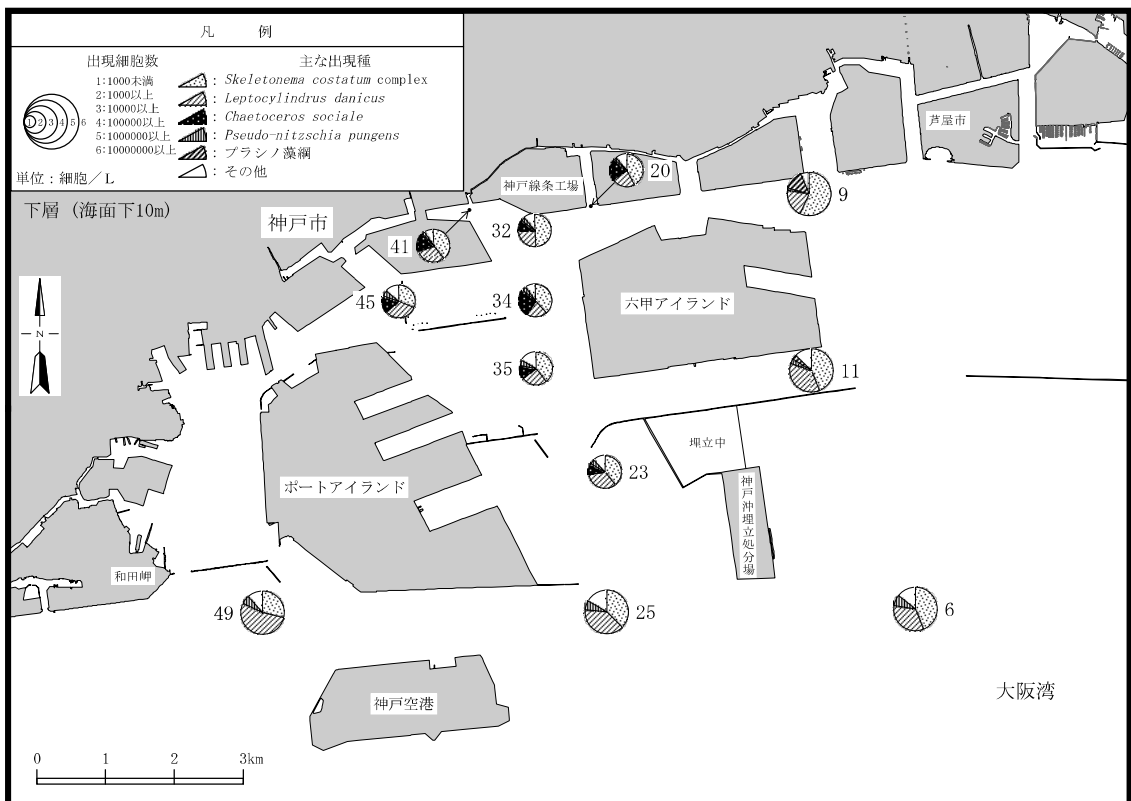 凡 例
出現細胞数
1:1000未満
2:1000以上
3:10000以上
4:100000以上
5:1000000以上
6:10000000以上
1 2 3 4 5 6
主な出現種
: Skeletonema costatum complex
: Leptocylindrus danicus
: Chaetoceros sociale
: Pseudo-nitzschia pungens
: プラシノ藻綱
: その他
単位：細胞／L
下層（海面下10m）
芦屋市
神戸線条工場
20
9
神戸市
41
32
N
45
34
六甲アイランド
35
11
埋立中
23
ポートアイランド
神戸沖埋立処分場
和田岬
49
25
6
大阪湾
神戸空港
0 1 2 3km